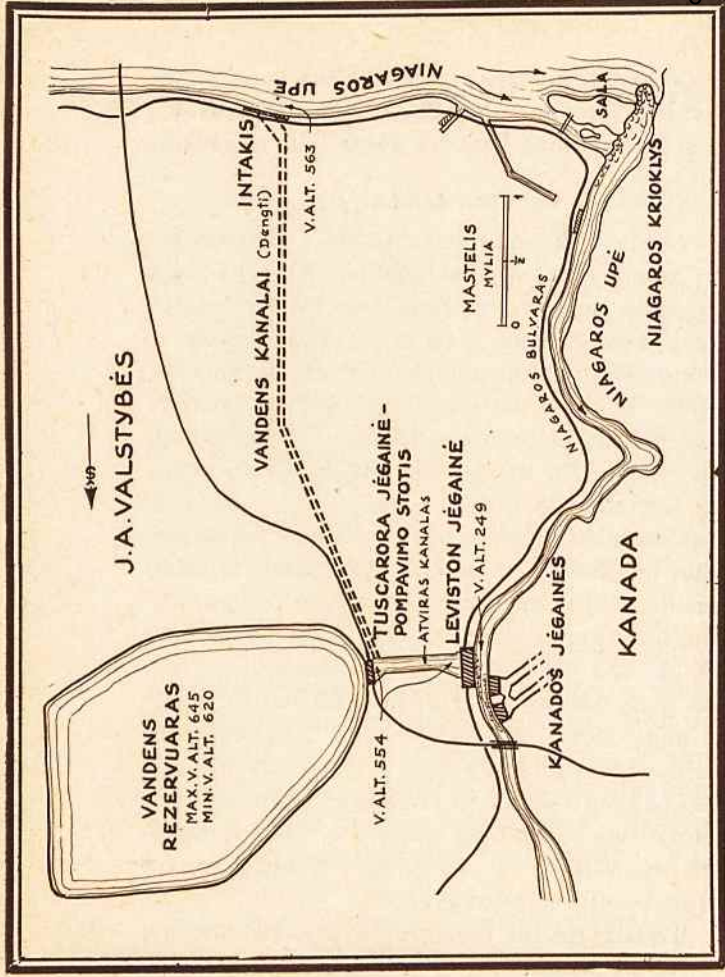 J.A. VALSTYBĖS
Š
NIAGAROS UPĖ
INTAKIS
V. ALT. 563
VANDENS KANALAI (Dengti)
SALA
NIAGAROS KRIOKLYS
NIAGAROS UPĖ
NIAGAROS BULVARAS
MASTELIS
MYLIA
0 ½ 1
VANDENS
REZERVUARAS
MAX. V. ALT. 645
MIN. V. ALT. 620
TUSCARORA JĖGAINĖ-
POMPAVIMO STOTIS
ATVIRAS KANALAS
LEVISTON JĖGAINĖ
V. ALT. 249
V. ALT. 554
KANADOS JĖGAINĖS
KANADA